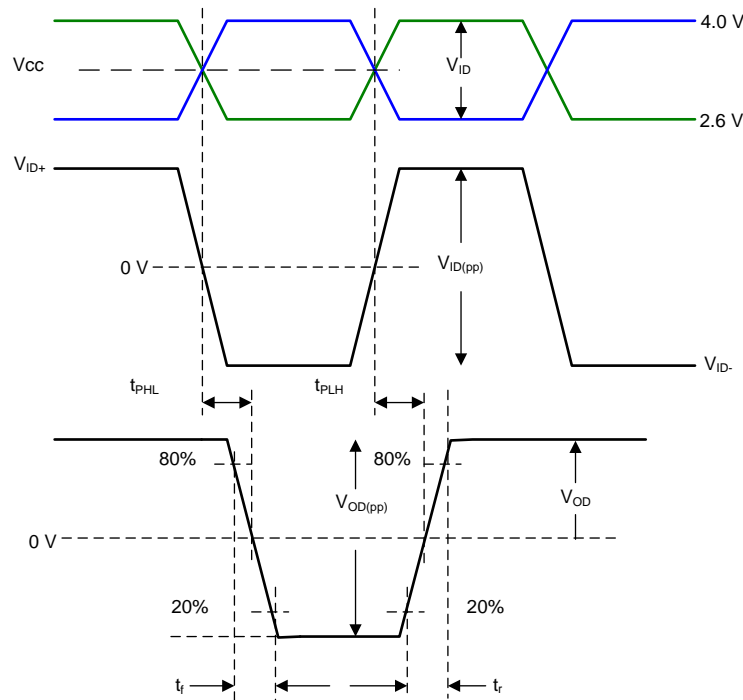 4.0 V
Vcc
VID
2.6 V
VID+
0 V
VID(pp)
VID-
tPHL
tPLH
80%
80%
VOD(pp)
VOD
0 V
20%
20%
tf
tr